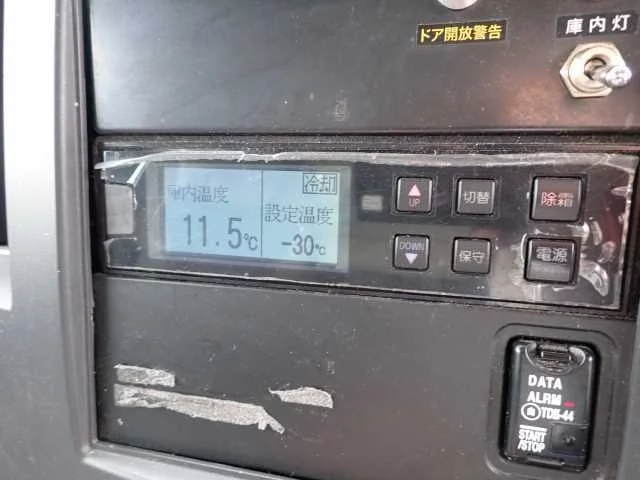 ドア開放警告
庫内灯
庫内温度
冷却
設定温度
11.5℃
-30℃
UP
切替
除霜
DOWN
保守
電源
DATA
ALRM
TDM-44
START
/STOP